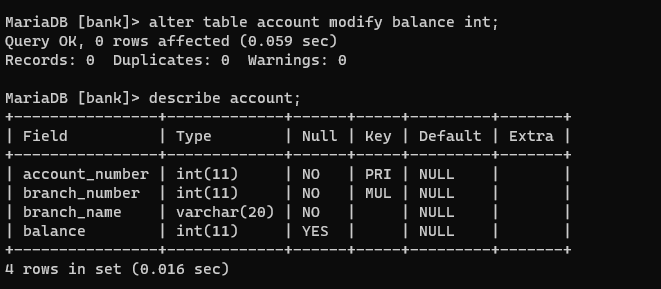 MariaDB [bank]> alter table account modify balance int;
Query OK, 0 rows affected (0.059 sec)
Records: 0  Duplicates: 0  Warnings: 0

MariaDB [bank]> describe account;
+----------------+-------------+------+-----+---------+-------+
| Field          | Type        | Null | Key | Default | Extra |
+----------------+-------------+------+-----+---------+-------+
| account_number | int(11)     | NO   | PRI | NULL    |       |
| branch_number  | int(11)     | NO   | MUL | NULL    |       |
| branch_name    | varchar(20) | NO   |     | NULL    |       |
| balance        | int(11)     | YES  |     | NULL    |       |
+----------------+-------------+------+-----+---------+-------+
4 rows in set (0.016 sec)